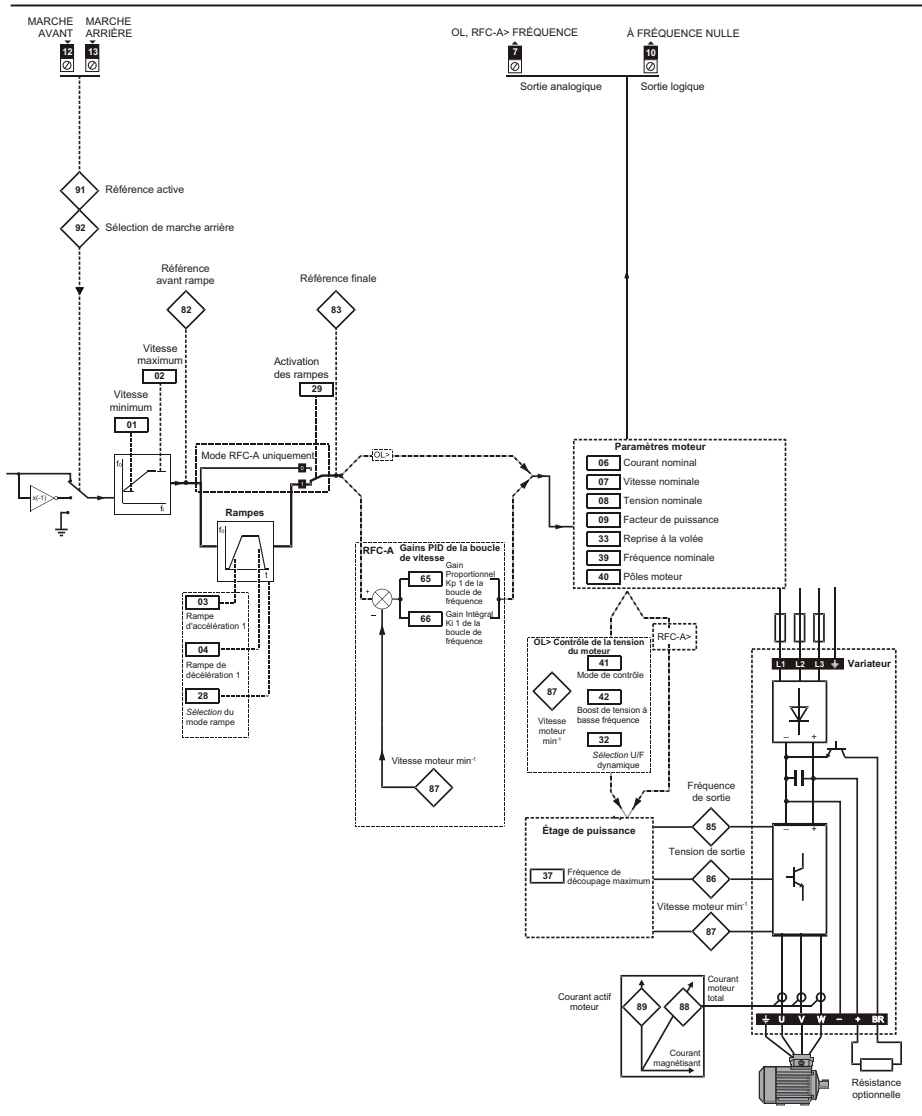 MARCHE
AVANT
MARCHE
ARRIÈRE
12
13
OL, RFC-A> FRÉQUENCE
7
Sortie analogique
À FRÉQUENCE NULLE
10
Sortie logique
91
Référence active
92
Sélection de marche arrière
Référence
avant rampe
82
Référence finale
83
Vitesse
maximum
02
Vitesse
minimum
01
Activation
des rampes
29
Mode RFC-A uniquement
OL>
x(-1)
Rampes
t
03
Rampe
d'accélération 1
04
Rampe de
décélération 1
28
Sélection du
mode rampe
RFC-A
Gains PID de la boucle
de vitesse
+
–
65
Gain
Proportionnel
Kp 1 de la
boucle de
fréquence
66
Gain Intégral
Ki 1 de la
boucle de
fréquence
Vitesse moteur min-1
87
Paramètres moteur
06 Courant nominal
07 Vitesse nominale
08 Tension nominale
09 Facteur de puissance
33 Reprise à la volée
39 Fréquence nominale
40 Pôles moteur
RFC-A>
OL> Contrôle de la tension
du moteur
41
Mode de contrôle
42
Boost de tension à
basse fréquence
32
Sélection U/F
dynamique
87
Vitesse
moteur
min-1
L1 L2 L3
Variateur
– +
Étage de puissance
37 Fréquence de
découpage maximum
Fréquence
de sortie
85
Tension de sortie
86
Vitesse moteur min-1
87
– +
Courant actif
moteur
89
88
Courant
moteur
total
Courant
magnétisant
U V W – + BR
Résistance
optionnelle